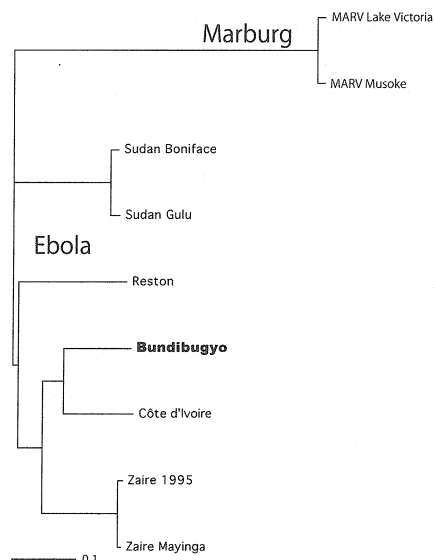 Marburg
MARV Lake Victoria
MARV Musoke
Sudan Boniface
Sudan Gulu
Ebola
Reston
Bundibugyo
Côte d'Ivoire
Zaire 1995
Zaire Mayinga
0.1